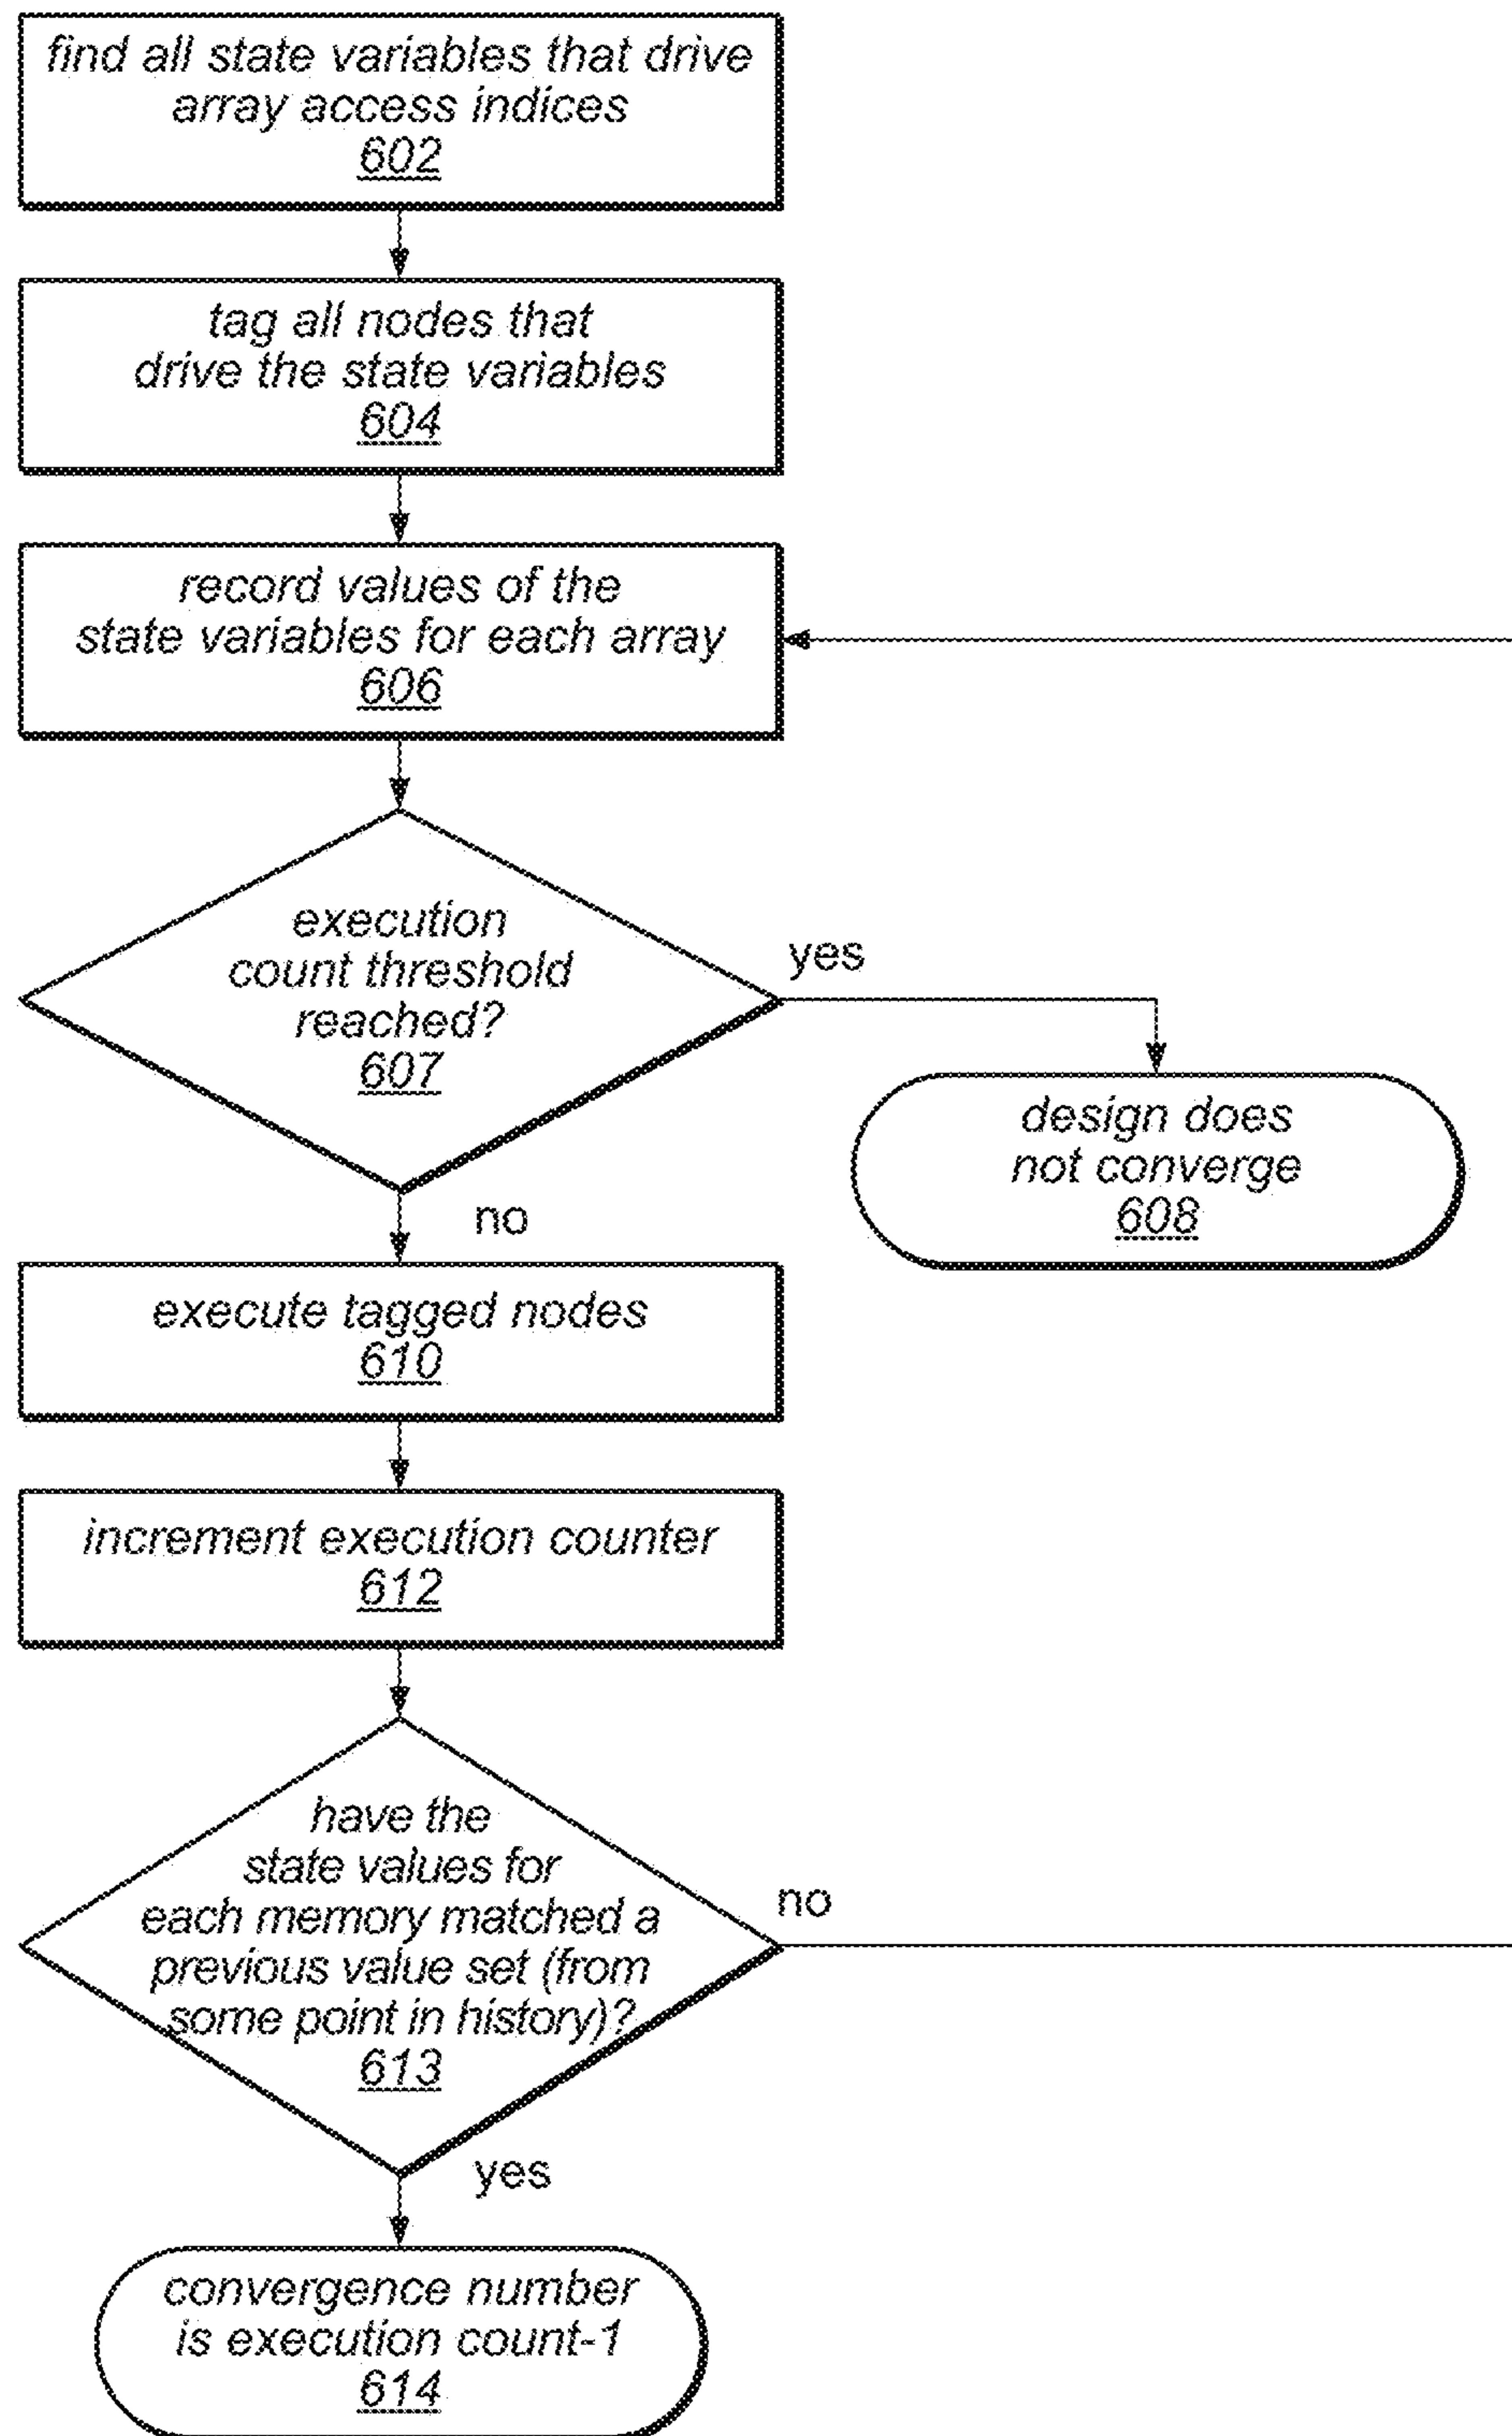 find all state variables that drive
array access indices
602
tag all nodes that
drive the state variables
604
record values of the
state variables for each array
606
execution
count threshold
reached?
607
yes
design does
not converge
608
no
execute tagged nodes
610
increment execution counter
612
have the
state values for
each memory matched a
previous value set (from
some point in history)?
613
no
yes
convergence number
is execution count-1
614